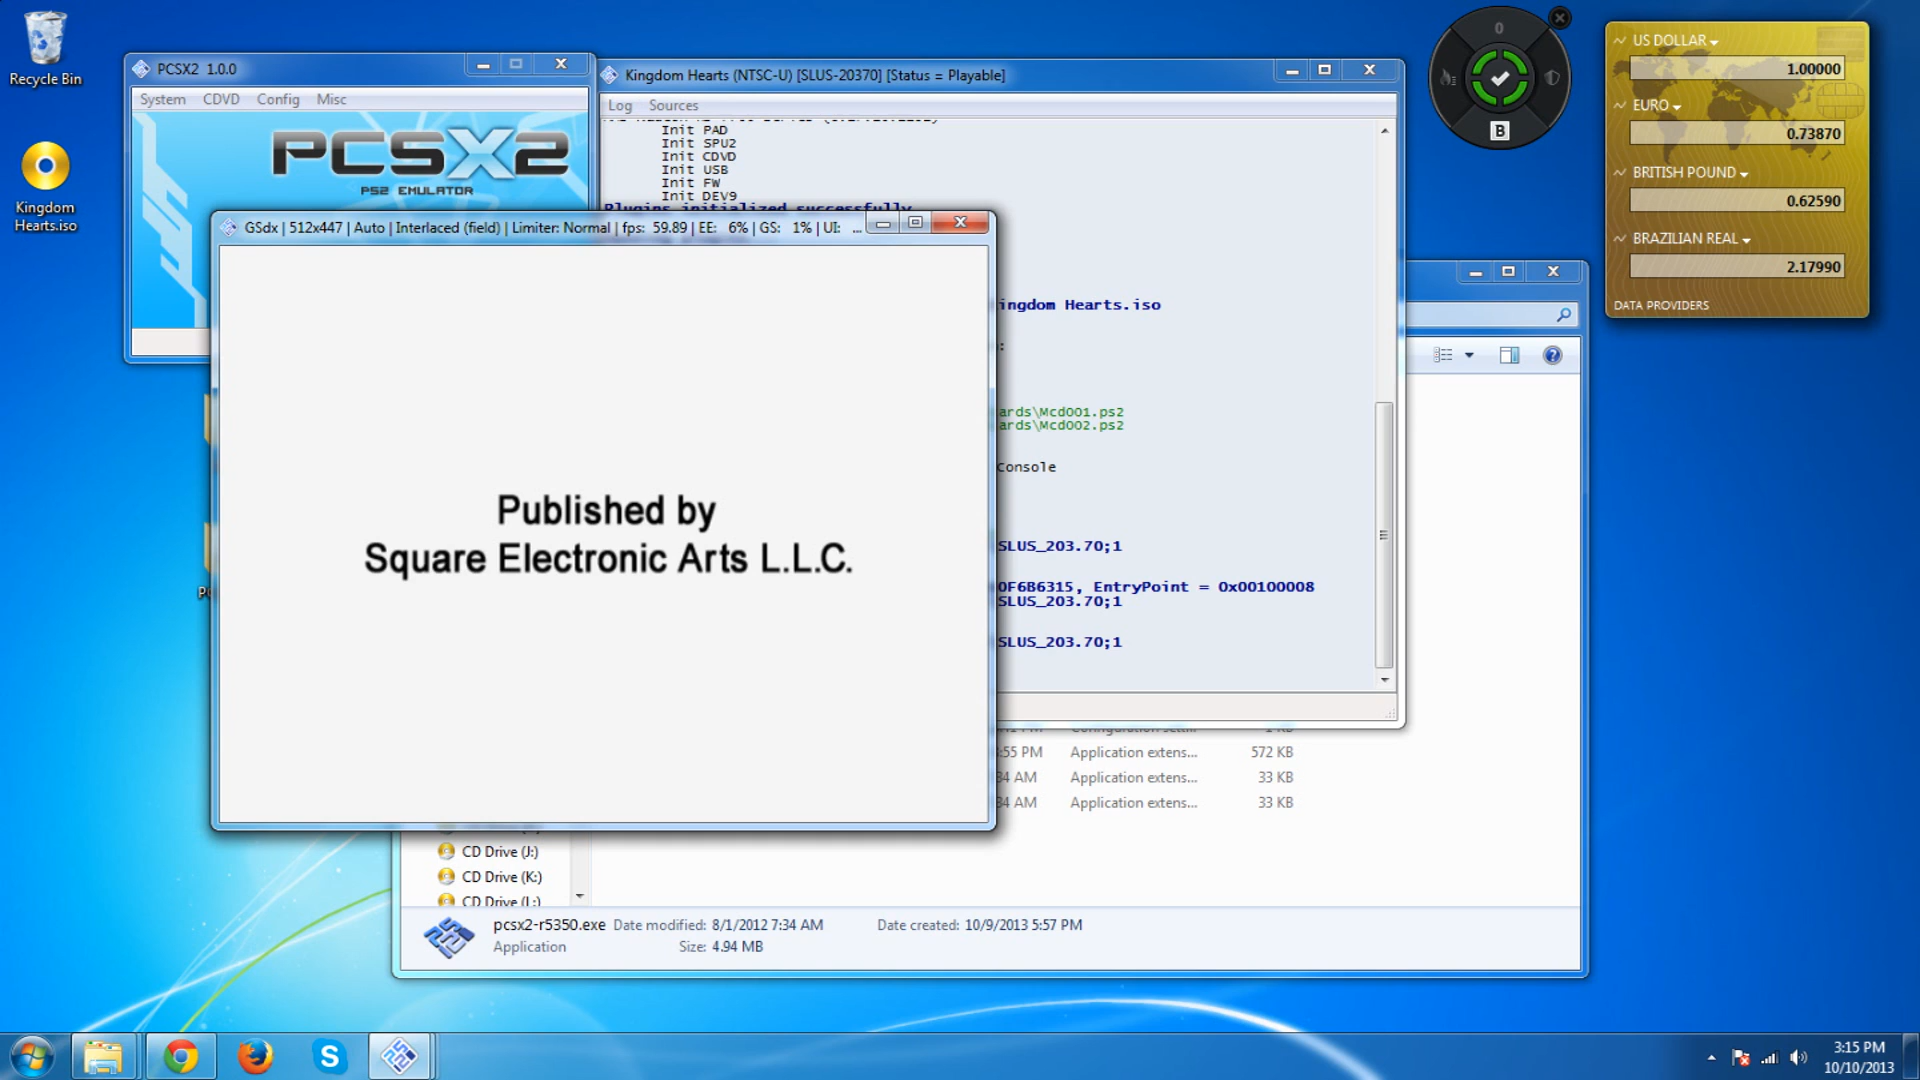 Recycle Bin
Kingdom
Hearts.iso
PCSX2 1.0.0
System CDVD Config Misc
PCSX2
PS2 EMULATOR
Kingdom Hearts (NTSC-U) [SLUS-20370] [Status = Playable]
Log Sources
Init PAD
Init SPU2
Init CDVD
Init USB
Init FW
Init DEV9
Plugins initialized successfully
GSdx | 512x447 | Auto | Interlaced (field) | Limiter: Normal | fps: 59.89 | EE: 6% | GS: 1% | UI: ...
Published by
Square Electronic Arts L.L.C.
ingdom Hearts.iso
ards\Mcd001.ps2
ards\Mcd002.ps2
Console
SLUS_203.70;1
0F6B6315, EntryPoint = 0x00100008
SLUS_203.70;1
SLUS_203.70;1
0
B
US DOLLAR
1.00000
EURO
0.73870
BRITISH POUND
0.62590
BRAZILIAN REAL
2.17990
DATA PROVIDERS
:55 PM Application extens... 572 KB
34 AM Application extens... 33 KB
34 AM Application extens... 33 KB
CD Drive (J:)
CD Drive (K:)
CD Drive (L:)
pcsx2-r5350.exe Date modified: 8/1/2012 7:34 AM Date created: 10/9/2013 5:57 PM
Application Size: 4.94 MB
3:15 PM
10/10/2013